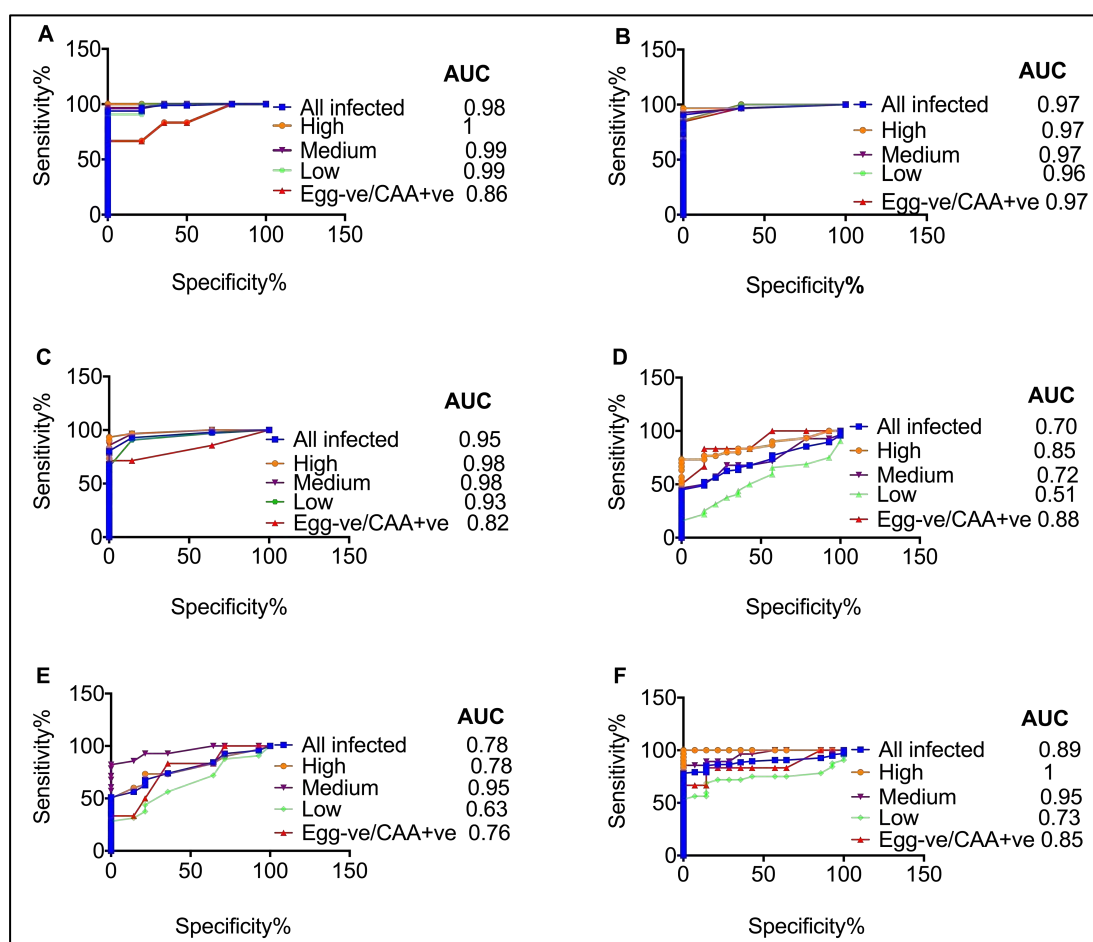 A
150
100
50
0
Sensitivity%
0 50 100 150
Specificity%
AUC
All infected 0.98
High 1
Medium 0.99
Low 0.99
Egg-ve/CAA+ve 0.86
B
150
100
50
0
Sensitivity%
0 50 100 150
Specificity%
AUC
All infected 0.97
High 0.97
Medium 0.97
Low 0.96
Egg-ve/CAA+ve 0.97
C
150
100
50
0
Sensitivity%
0 50 100 150
Specificity%
AUC
All infected 0.95
High 0.98
Medium 0.98
Low 0.93
Egg-ve/CAA+ve 0.82
D
150
100
50
0
Sensitivity%
0 50 100 150
Specificity%
AUC
All infected 0.70
High 0.85
Medium 0.72
Low 0.51
Egg-ve/CAA+ve 0.88
E
150
100
50
0
Sensitivity%
0 50 100 150
Specificity%
AUC
All infected 0.78
High 0.78
Medium 0.95
Low 0.63
Egg-ve/CAA+ve 0.76
F
150
100
50
0
Sensitivity%
0 50 100 150
Specificity%
AUC
All infected 0.89
High 1
Medium 0.95
Low 0.73
Egg-ve/CAA+ve 0.85